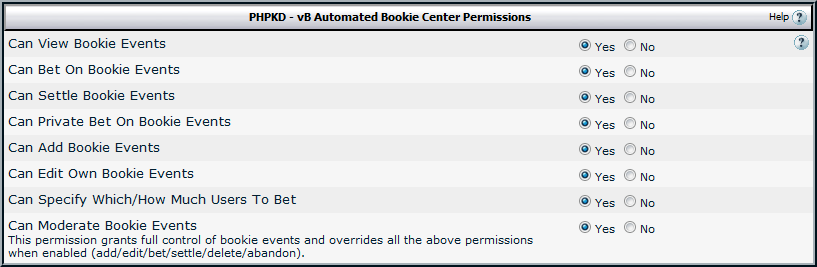 PHPKD - vB Automated Bookie Center Permissions Help ?
Can View Bookie Events Yes No ?
Can Bet On Bookie Events Yes No
Can Settle Bookie Events Yes No
Can Private Bet On Bookie Events Yes No
Can Add Bookie Events Yes No
Can Edit Own Bookie Events Yes No
Can Specify Which/How Much Users To Bet Yes No
Can Moderate Bookie Events Yes No
This permission grants full control of bookie events and overrides all the above permissions
when enabled (add/edit/bet/settle/delete/abandon).